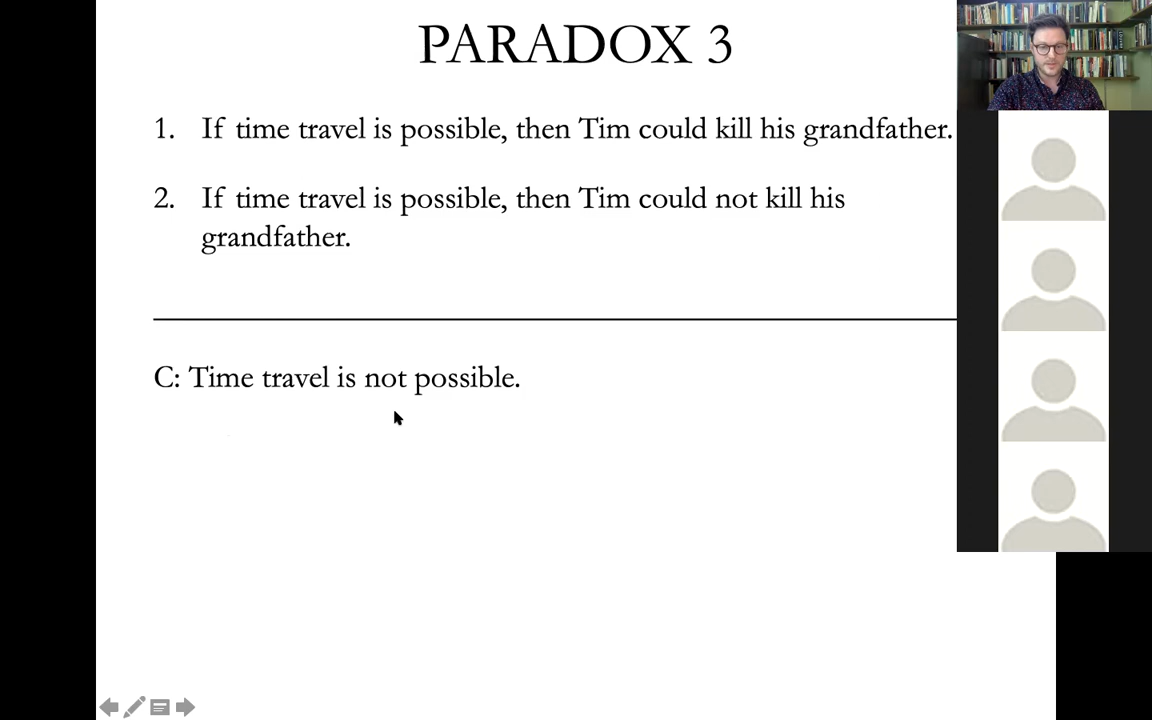 PARADOX 3
1. If time travel is possible, then Tim could kill his grandfather.
2. If time travel is possible, then Tim could not kill his
grandfather.
C: Time travel is not possible.